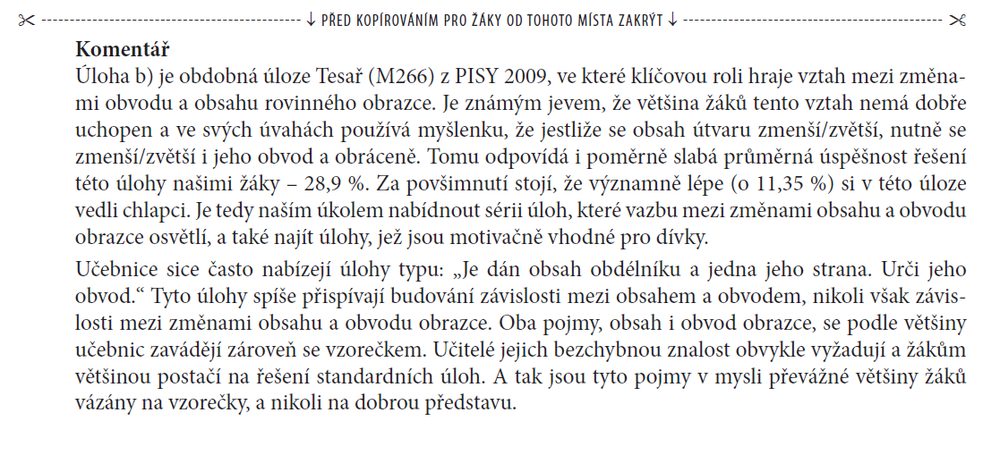 ↓ PŘED KOPÍROVÁNÍM PRO ŽÁKY OD TOHOTO MÍSTA ZAKRÝT ↓
Komentář
Úloha b) je obdobná úloze Tesař (M266) z PISY 2009, ve které klíčovou roli hraje vztah mezi změna-
mi obvodu a obsahu rovinného obrazce. Je známým jevem, že většina žáků tento vztah nemá dobře
uchopen a ve svých úvahách používá myšlenku, že jestliže se obsah útvaru zmenší/zvětší, nutně se
zmenší/zvětší i jeho obvod a obráceně. Tomu odpovídá i poměrně slabá průměrná úspěšnost řešení
této úlohy našimi žáky – 28,9 %. Za povšimnutí stojí, že významně lépe (o 11,35 %) si v této úloze
vedli chlapci. Je tedy naším úkolem nabídnout sérii úloh, které vazbu mezi změnami obsahu a obvodu
obrazce osvětlí, a také najít úlohy, jež jsou motivačně vhodné pro dívky.
Učebnice sice často nabízejí úlohy typu: „Je dán obsah obdélníku a jedna jeho strana. Urči jeho
obvod.“ Tyto úlohy spíše přispívají budování závislosti mezi obsahem a obvodem, nikoli však závis-
losti mezi změnami obsahu a obvodu obrazce. Oba pojmy, obsah i obvod obrazce, se podle většiny
učebnic zavádějí zároveň se vzorečkem. Učitelé jejich bezchybnou znalost obvykle vyžadují a žákům
většinou postačí na řešení standardních úloh. A tak jsou tyto pojmy v mysli převážné většiny žáků
vázány na vzorečky, a nikoli na dobrou představu.